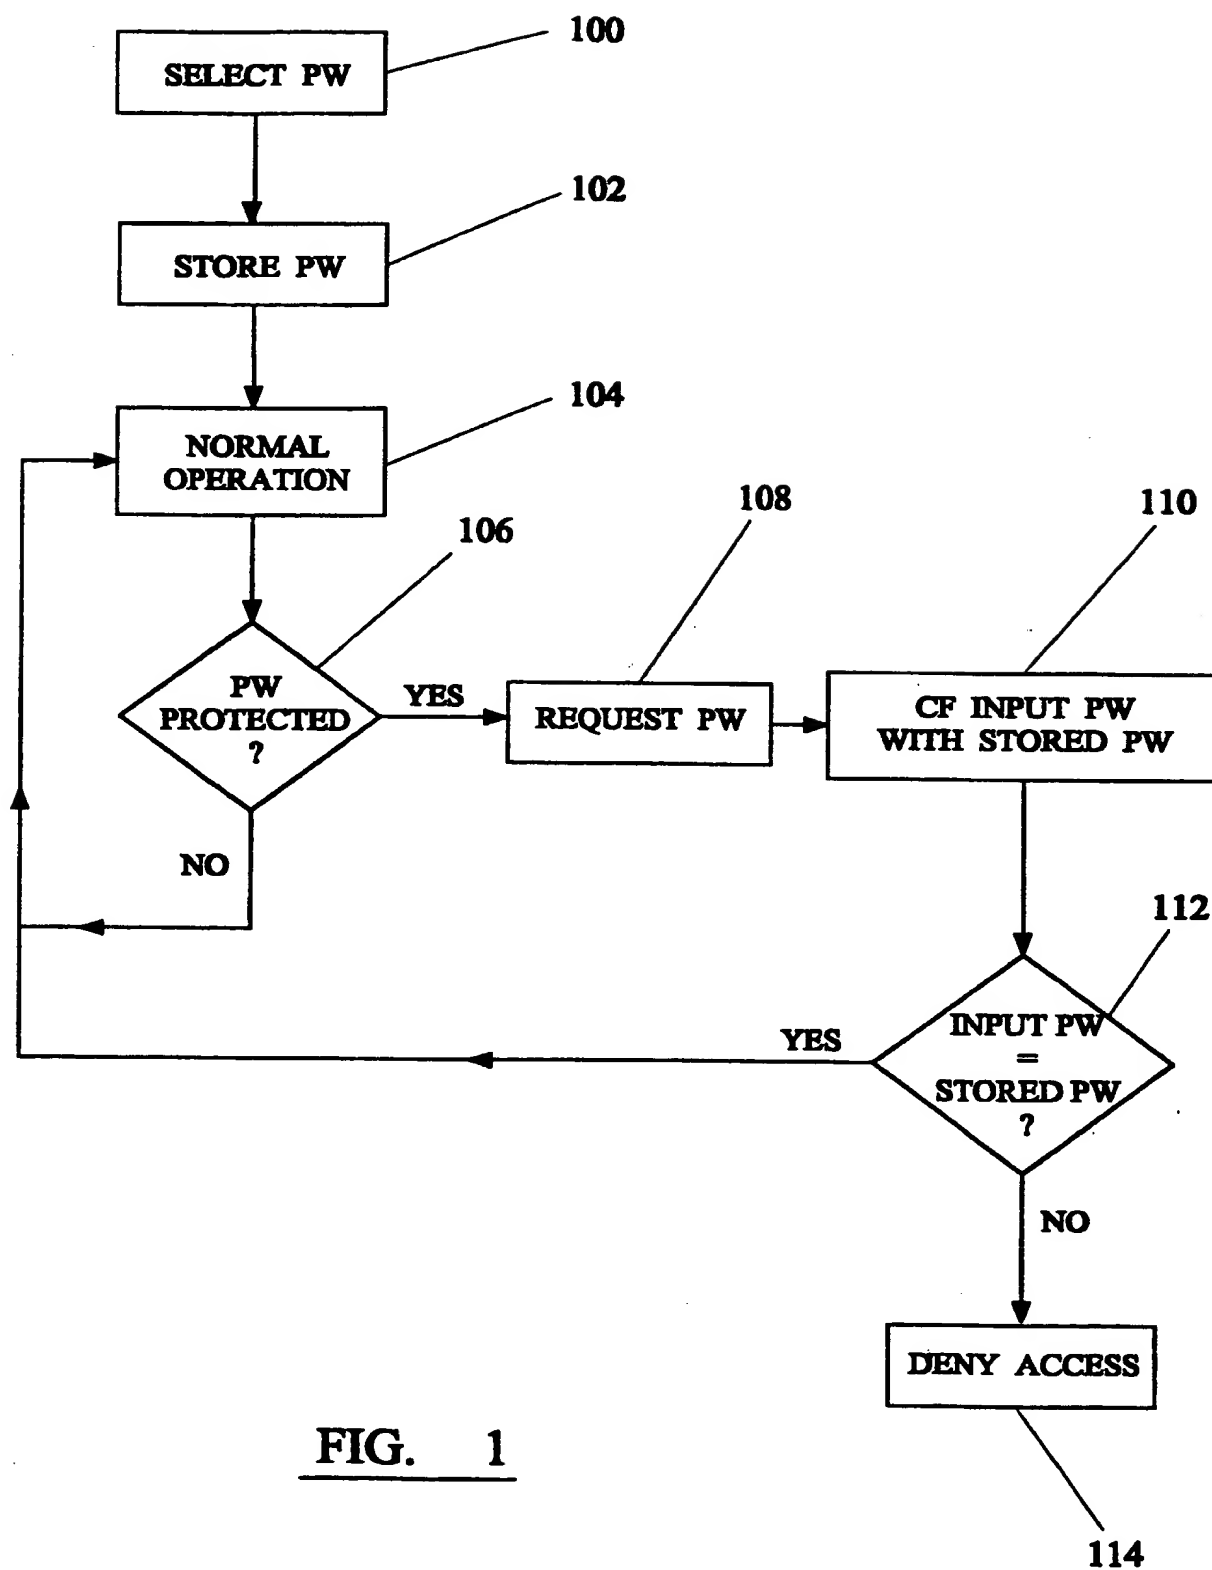 100
SELECT PW
102
STORE PW
104
NORMAL
OPERATION
106
PW
PROTECTED
?
YES
NO
108
REQUEST PW
110
CF INPUT PW
WITH STORED PW
112
INPUT PW
=
STORED PW
?
YES
NO
DENY ACCESS
114
FIG. 1